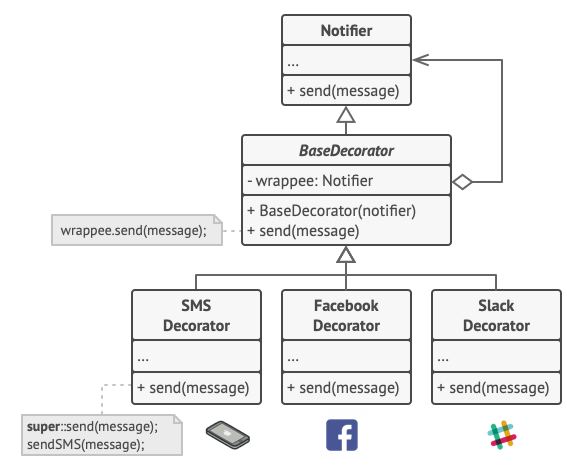 Notifier
...
+ send(message)
BaseDecorator
- wrappee: Notifier
+ BaseDecorator(notifier)
+ send(message)
wrappee.send(message);
SMS
Decorator
...
+ send(message)
Facebook
Decorator
...
+ send(message)
Slack
Decorator
...
+ send(message)
super::send(message);
sendSMS(message);